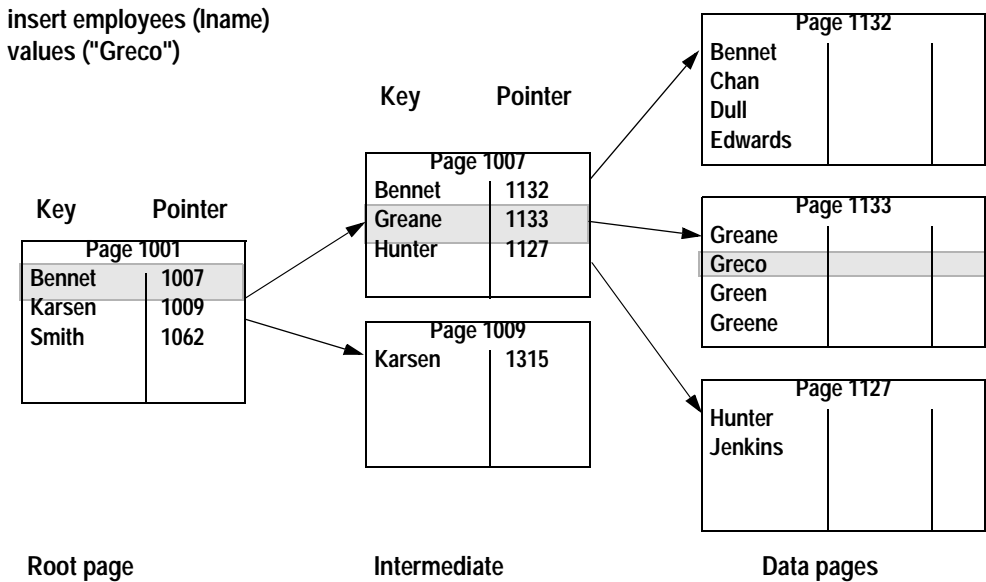 insert employees (lname)
values ("Greco")
Key Pointer
Page 1001
Bennet 1007
Karsen 1009
Smith 1062
Root page
Key Pointer
Page 1007
Bennet 1132
Greane 1133
Hunter 1127
Page 1009
Karsen 1315
Intermediate
Page 1132
Bennet
Chan
Dull
Edwards
Page 1133
Greane
Greco
Green
Greene
Page 1127
Hunter
Jenkins
Data pages